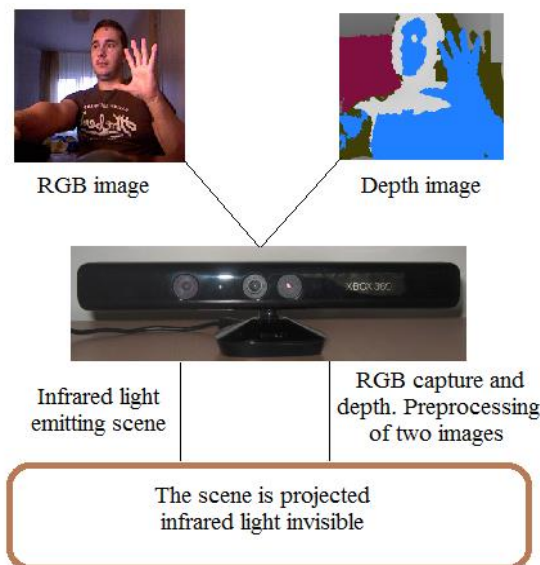 RGB image
Depth image
XBOX 360
Infrared light
emitting scene
RGB capture and
depth. Preprocessing
of two images
The scene is projected
infrared light invisible